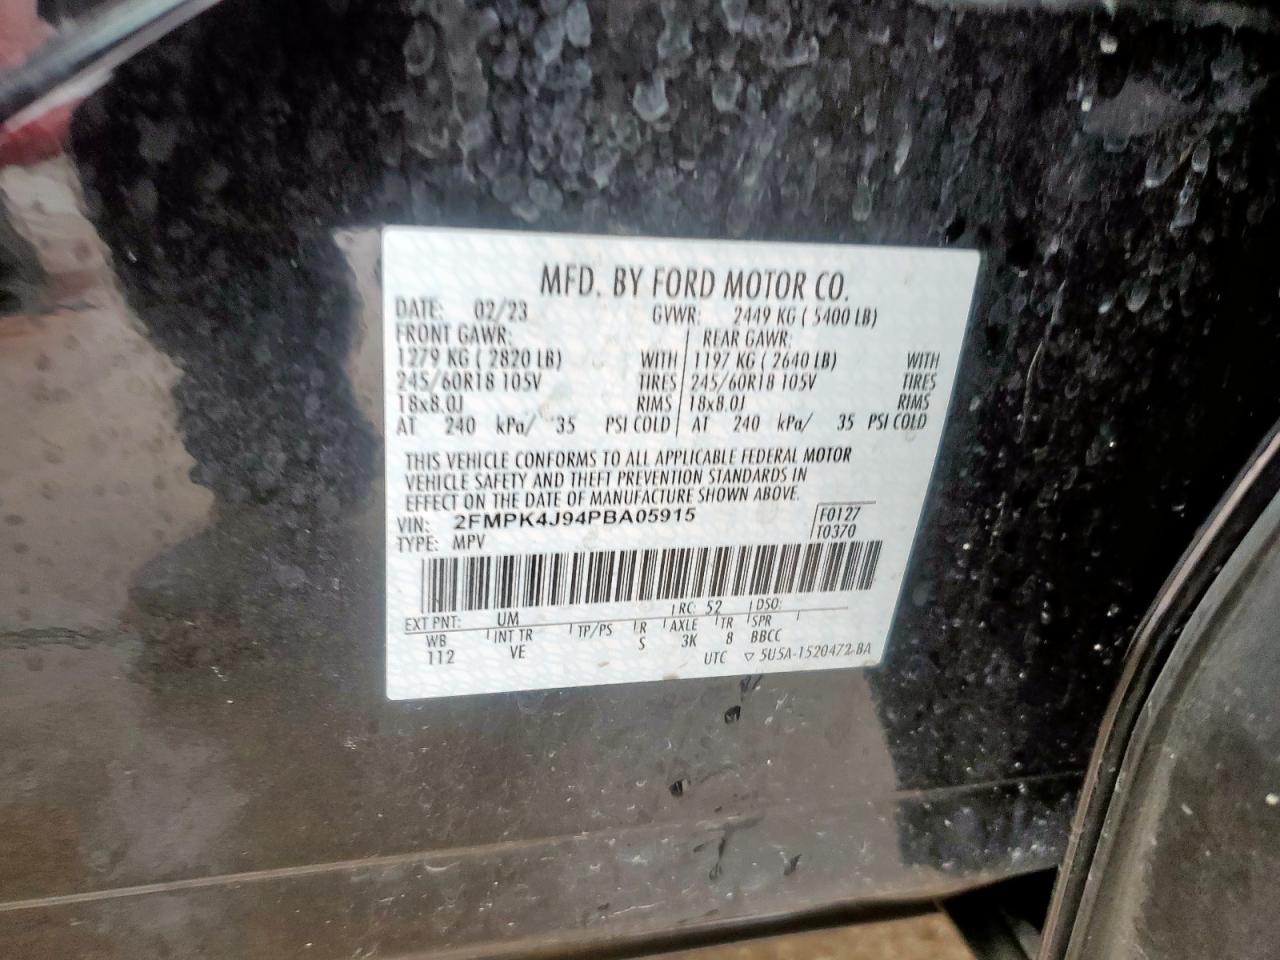 MFD. BY FORD MOTOR CO.
DATE: 02/23 GVWR: 2449 KG ( 5400 LB)
FRONT GAWR: REAR GAWR:
1279 KG ( 2820 LB) WITH 1197 KG ( 2640 LB) WITH
245/60R18 105V TIRES 245/60R18 105V TIRES
18x8.0J RIMS 18x8.0J RIMS
AT 240 kPa/ 35 PSI COLD AT 240 kPa/ 35 PSI COLD
THIS VEHICLE CONFORMS TO ALL APPLICABLE FEDERAL MOTOR
VEHICLE SAFETY AND THEFT PREVENTION STANDARDS IN
EFFECT ON THE DATE OF MANUFACTURE SHOWN ABOVE.
VIN: 2FMPK4J94PBA05915 F0127
TYPE: MPV T0370
EXT PNT: UM RC: 52 DSO:
WB INT TR TP/PS R AXLE TR SPR
112 VE S 3K 8 BBCC
UTC ▽ 5U5A-1520472-BA